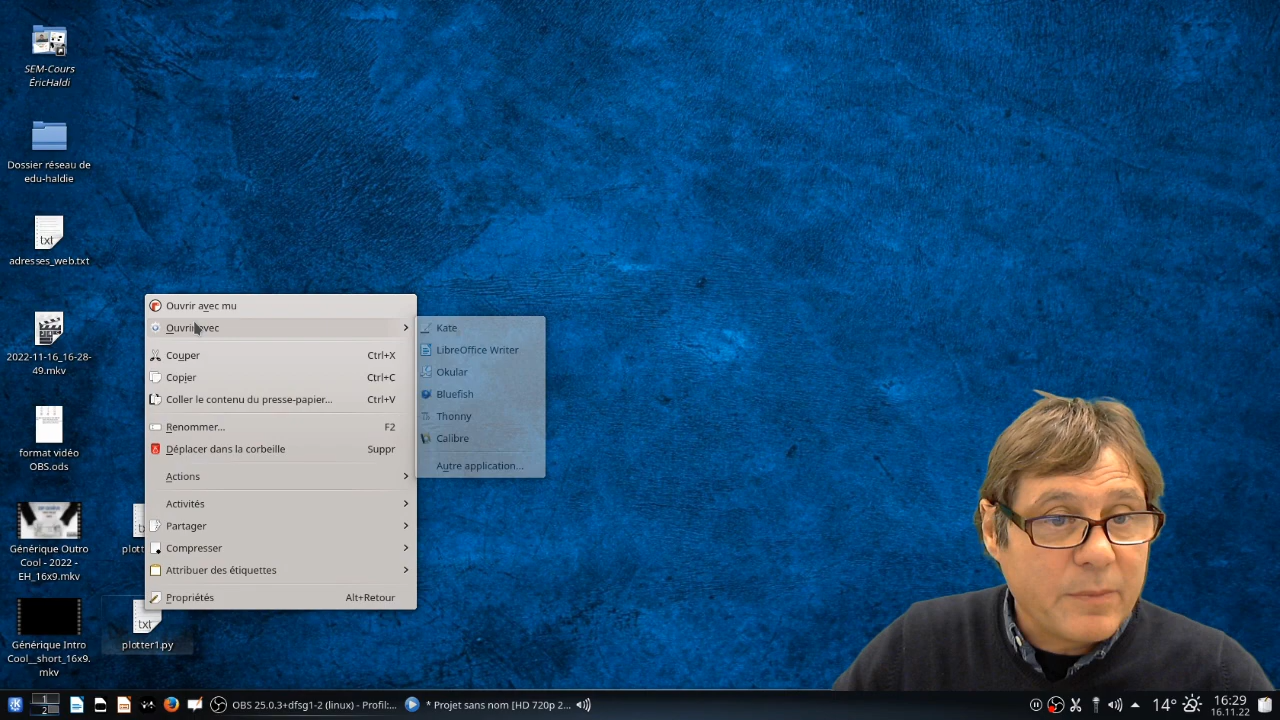 SEM-Cours
ÉricHaldi
Dossier réseau de
edu-haldie
txt
adresses_web.txt
2022-11-16_16-28-
49.mkv
format vidéo
OBS.ods
Générique Outro
Cool - 2022 -
EH_16x9.mkv
Générique Intro
Cool__short_16x9.
mkv
plott
txt
plotter1.py
Ouvrir avec mu
Ouvrir avec
Couper Ctrl+X
Copier Ctrl+C
Coller le contenu du presse-papier... Ctrl+V
Renommer... F2
Déplacer dans la corbeille Suppr
Actions
Activités
Partager
Compresser
Attribuer des étiquettes
Propriétés Alt+Retour
Kate
LibreOffice Writer
Okular
Bluefish
Thonny
Calibre
Autre application...
1
2
OBS 25.0.3+dfsg1-2 (linux) - Profil:...
* Projet sans nom [HD 720p 2...
14°
16:29
16.11.22